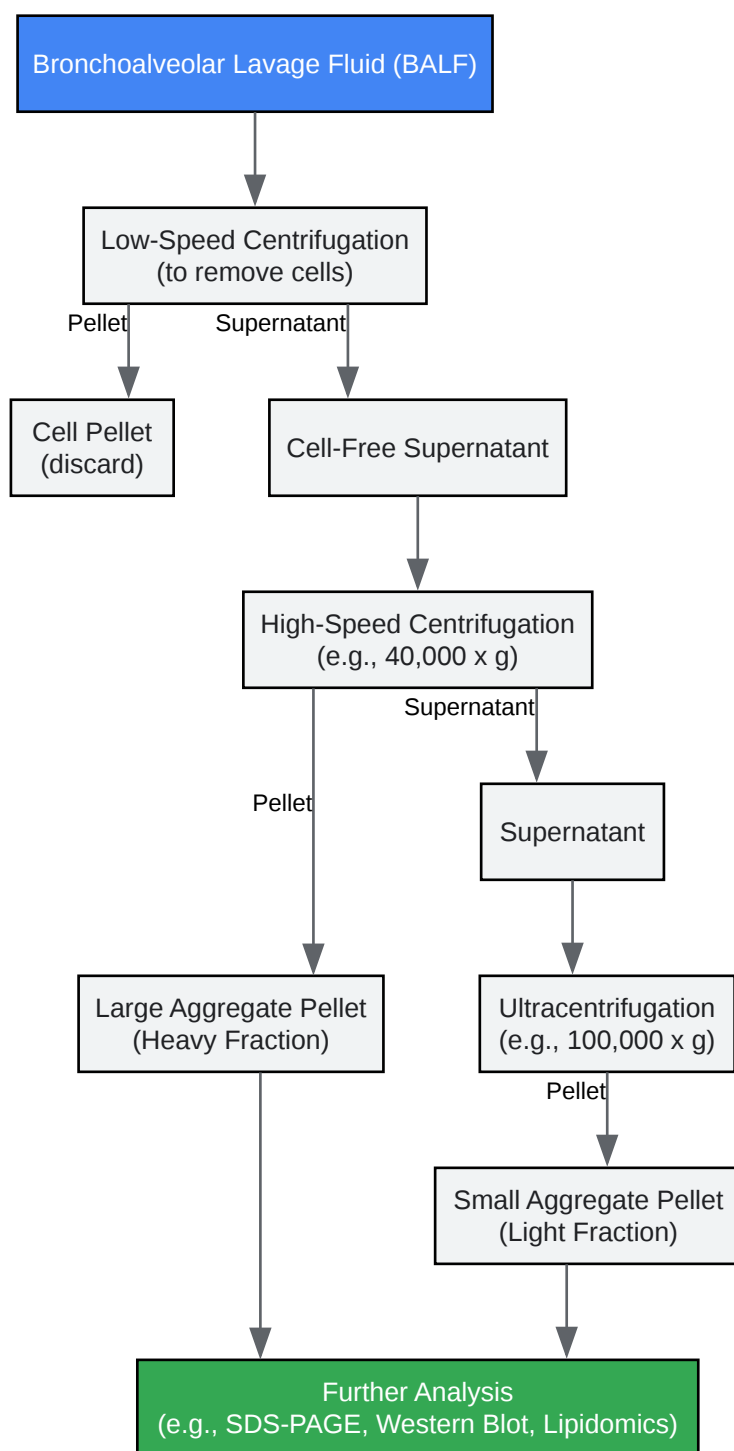 Bronchoalveolar Lavage Fluid (BALF)
Low-Speed Centrifugation
(to remove cells)
Pellet
Supernatant
Cell Pellet
(discard)
Cell-Free Supernatant
High-Speed Centrifugation
(e.g., 40,000 x g)
Supernatant
Pellet
Supernatant
Large Aggregate Pellet
(Heavy Fraction)
Ultracentrifugation
(e.g., 100,000 x g)
Pellet
Small Aggregate Pellet
(Light Fraction)
Further Analysis
(e.g., SDS-PAGE, Western Blot, Lipidomics)